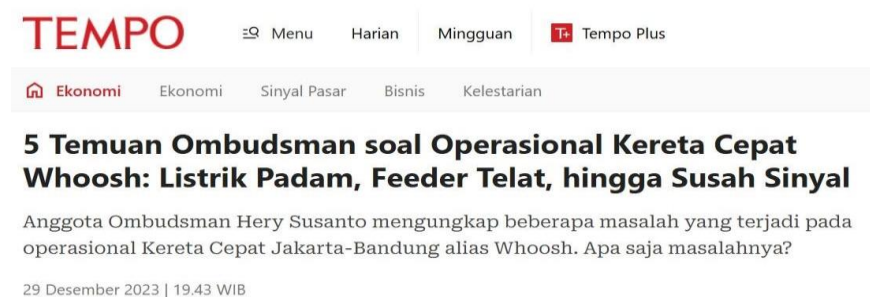 TEMPO Menu Harian Mingguan T+ Tempo Plus
Ekonomi Ekonomi Sinyal Pasar Bisnis Kelestarian
5 Temuan Ombudsman soal Operasional Kereta Cepat
Whoosh: Listrik Padam, Feeder Telat, hingga Susah Sinyal
Anggota Ombudsman Hery Susanto mengungkap beberapa masalah yang terjadi pada
operasional Kereta Cepat Jakarta-Bandung alias Whoosh. Apa saja masalahnya?
29 Desember 2023 | 19.43 WIB